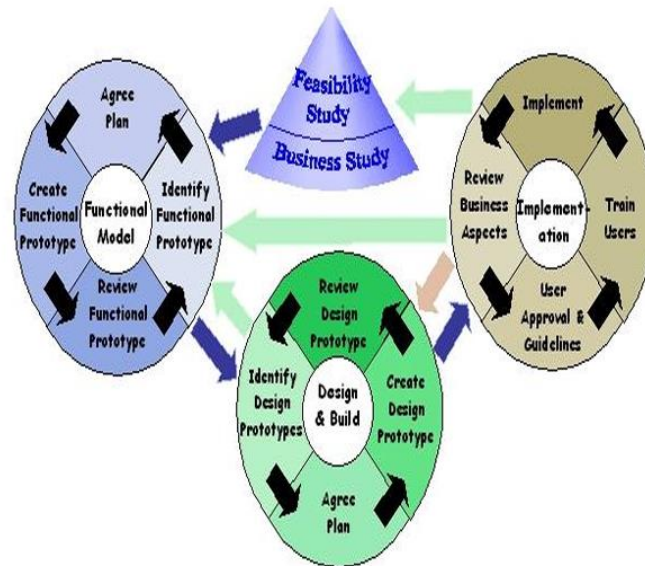 Feasibility
Study
Business Study
Agree
Plan
Create
Functional
Prototype
Functional
Model
Identify
Functional
Prototype
Review
Functional
Prototype
Implement
Review
Business
Aspects
Implement-
ation
Train
Users
User
Approval &
Guidelines
Review
Design
Prototype
Identify
Design
Prototypes
Design
& Build
Create
Design
Prototype
Agree
Plan